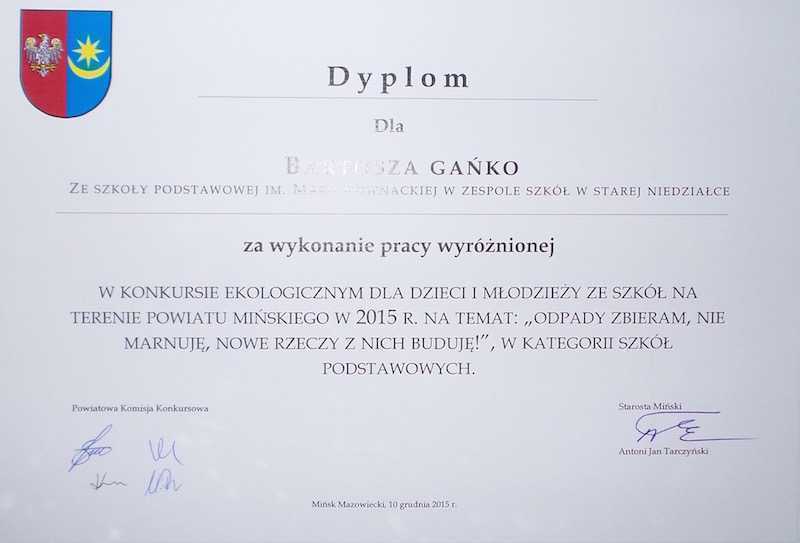 Dyplom
Dla
BARTOSZA GAŃKO
ZE SZKOŁY PODSTAWOWEJ IM. W ZESPOLE SZKÓŁ W STAREJ NIEDZIAŁCE
za wykonanie pracy wyróżnionej
W KONKURSIE EKOLOGICZNYM DLA DZIECI I MŁODZIEŻY ZE SZKÓŁ NA
TERENIE POWIATU MIŃSKIEGO W 2015 R. NA TEMAT: „ODPADY ZBIERAM, NIE
MARNUJĘ, NOWE RZECZY Z NICH BUDUJĘ!”, W KATEGORII SZKÓŁ
PODSTAWOWYCH.
Powiatowa Komisja Konkursowa
Starosta Miński
Antoni Jan Tarczyński
Mińsk Mazowiecki, 10 grudnia 2015 r.